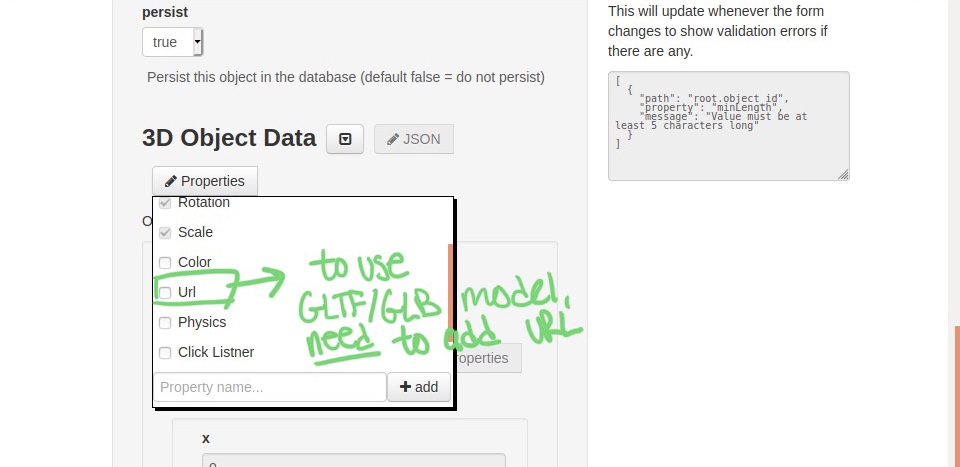 persist
true
Persist this object in the database (default false = do not persist)
3D Object Data
JSON
Properties
Rotation
O
Scale
Color
Url
Physics
Click Listner
Property name...
add
to use
GLTF/GLB model,
need to add URL
operties
x
0
This will update whenever the form
changes to show validation errors if
there are any.
[
{
"path": "root.object_id",
"property": "minLength",
"message": "Value must be at
least 5 characters long"
}
]